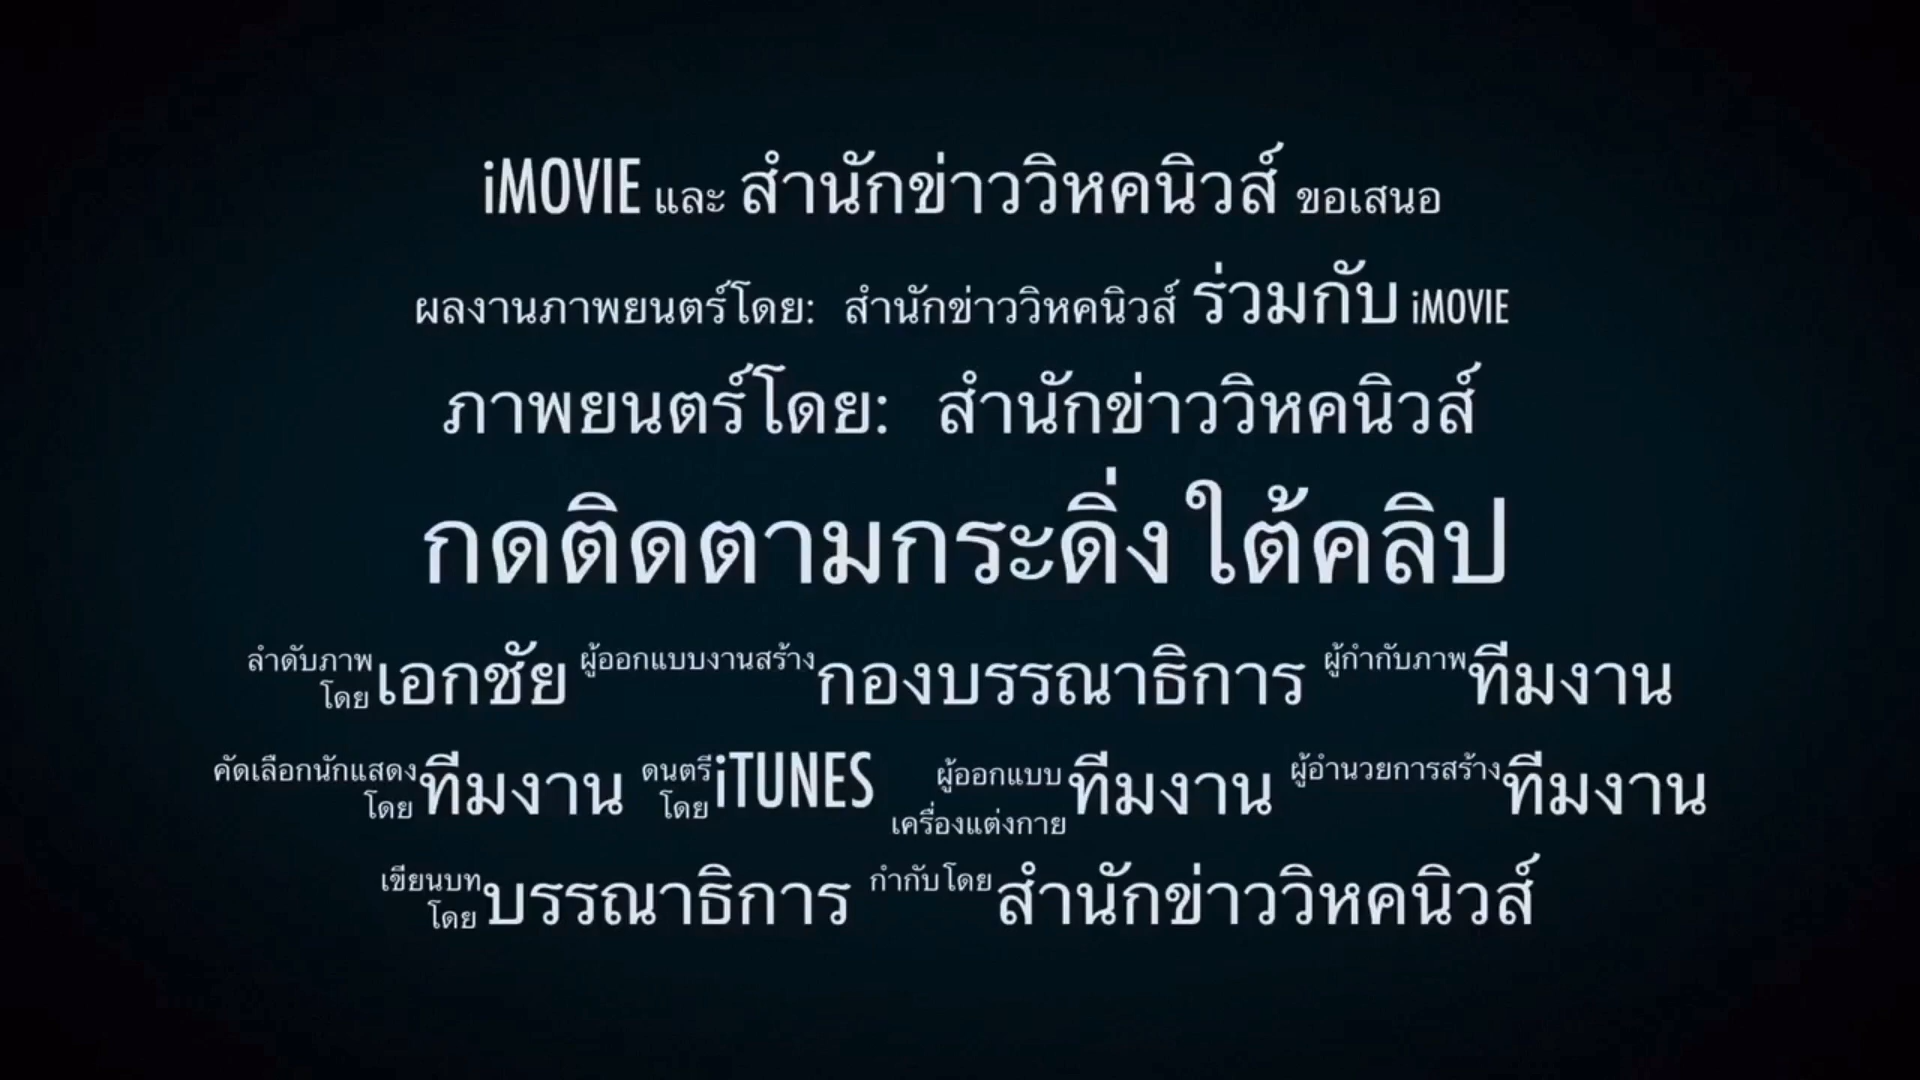 iMOVIE และ สำนักข่าววิหคนิวส์ ขอเสนอ
ผลงานภาพยนตร์โดย: สำนักข่าววิหคนิวส์ ร่วมกับ iMOVIE
ภาพยนตร์โดย: สำนักข่าววิหคนิวส์
กดติดตามกระดิ่งใต้คลิป
ลำดับภาพโดย เอกชัย ผู้ออกแบบงานสร้าง กองบรรณาธิการ ผู้กำกับภาพ ทีมงาน
คัดเลือกนักแสดงโดย ทีมงาน ดนตรีโดย iTUNES ผู้ออกแบบเครื่องแต่งกาย ทีมงาน ผู้อำนวยการสร้าง ทีมงาน
เขียนบทโดย บรรณาธิการ กำกับโดย สำนักข่าววิหคนิวส์